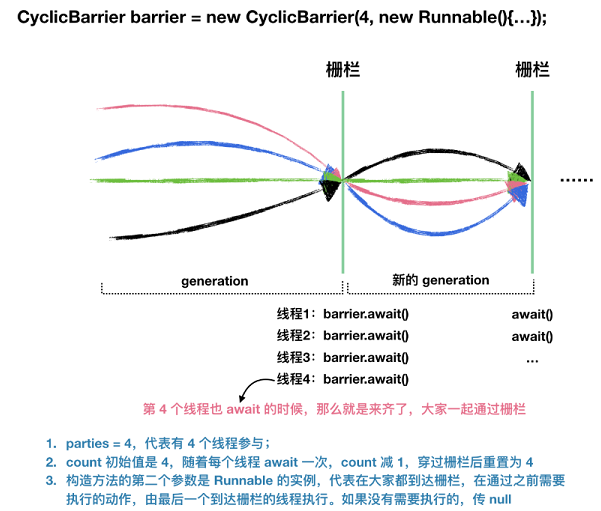 CyclicBarrier barrier = new CyclicBarrier(4, new Runnable(){…});
栅栏 栅栏
……
generation 新的 generation
线程1：barrier.await() await()
线程2：barrier.await() await()
线程3：barrier.await() …
线程4：barrier.await()
第 4 个线程也 await 的时候，那么就是来齐了，大家一起通过栅栏
1. parties = 4，代表有 4 个线程参与；
2. count 初始值是 4，随着每个线程 await 一次，count 减 1，穿过栅栏后重置为 4
3. 构造方法的第二个参数是 Runnable 的实例，代表在大家都到达栅栏，在通过之前需要
执行的动作，由最后一个到达栅栏的线程执行。如果没有需要执行的，传 null